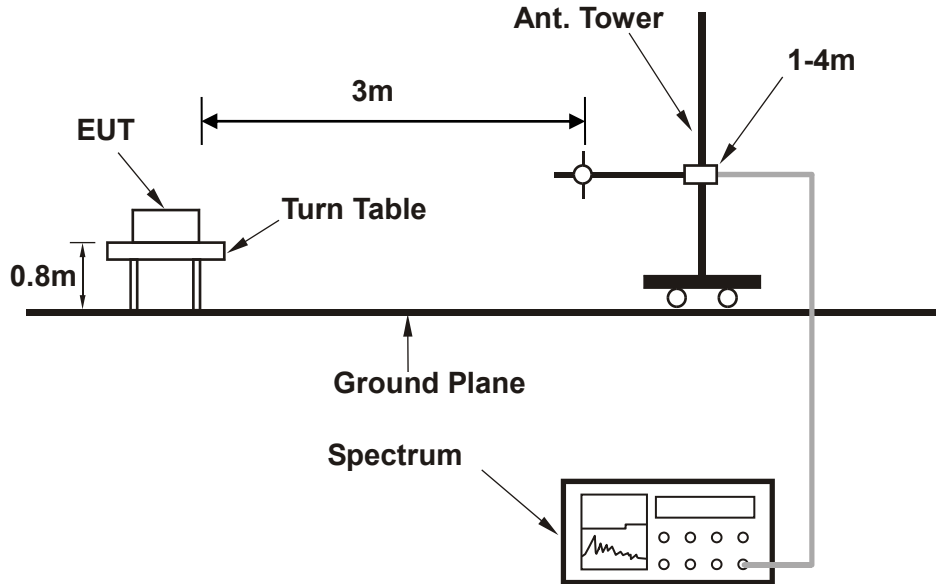 Ant. Tower
1-4m
3m
EUT
Turn Table
0.8m
Ground Plane
Spectrum